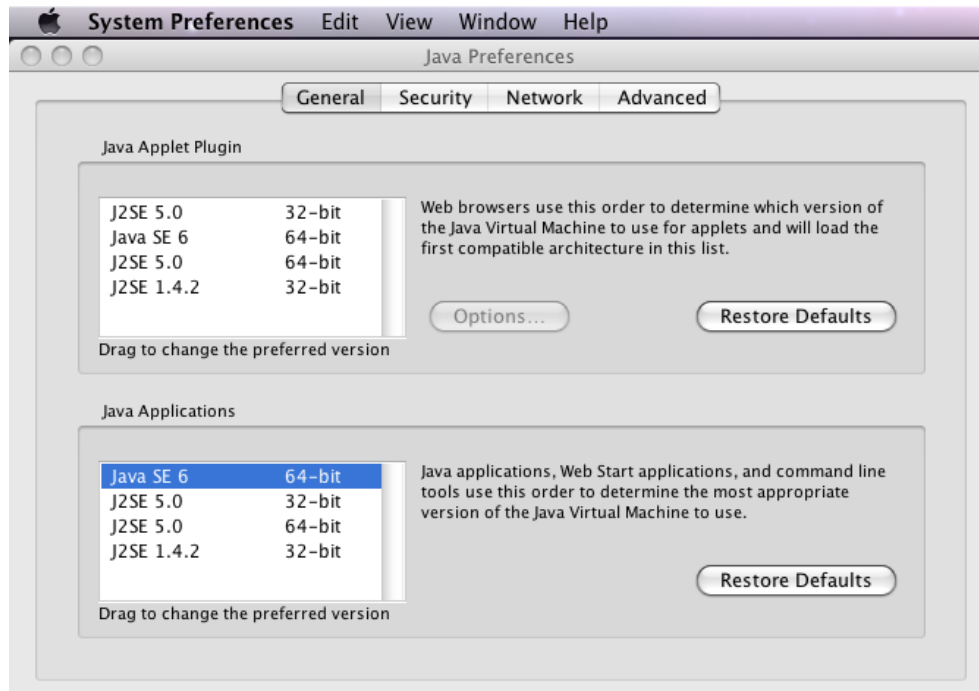 System Preferences Edit View Window Help
Java Preferences
General Security Network Advanced
Java Applet Plugin
J2SE 5.0 32-bit
Java SE 6 64-bit
J2SE 5.0 64-bit
J2SE 1.4.2 32-bit
Drag to change the preferred version
Web browsers use this order to determine which version of
the Java Virtual Machine to use for applets and will load the
first compatible architecture in this list.
Options...
Restore Defaults
Java Applications
Java SE 6 64-bit
J2SE 5.0 32-bit
J2SE 5.0 64-bit
J2SE 1.4.2 32-bit
Drag to change the preferred version
Java applications, Web Start applications, and command line
tools use this order to determine the most appropriate
version of the Java Virtual Machine to use.
Restore Defaults